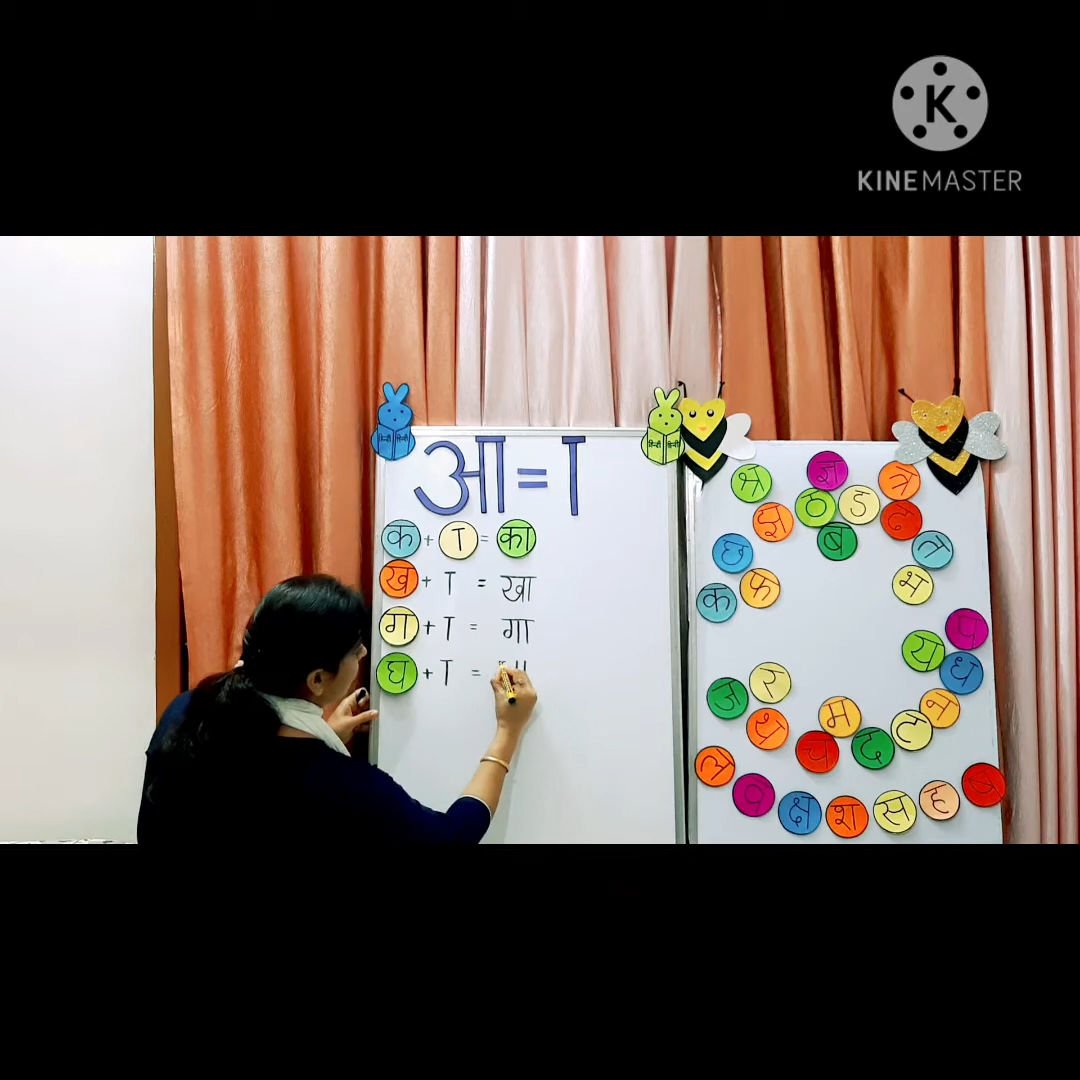 KINEMASTER
हिन्दी हिन्दी हिन्दी हिन्दी
आ = ा
क + ा = का
ख + ा = खा
ग + ा = गा
घ + ा =
ज्ञ त्र
ठ ड
ढ
ष
छ त
क फ भ
प
य ध
ज र
थ म
च द ट
व क्ष श स ह